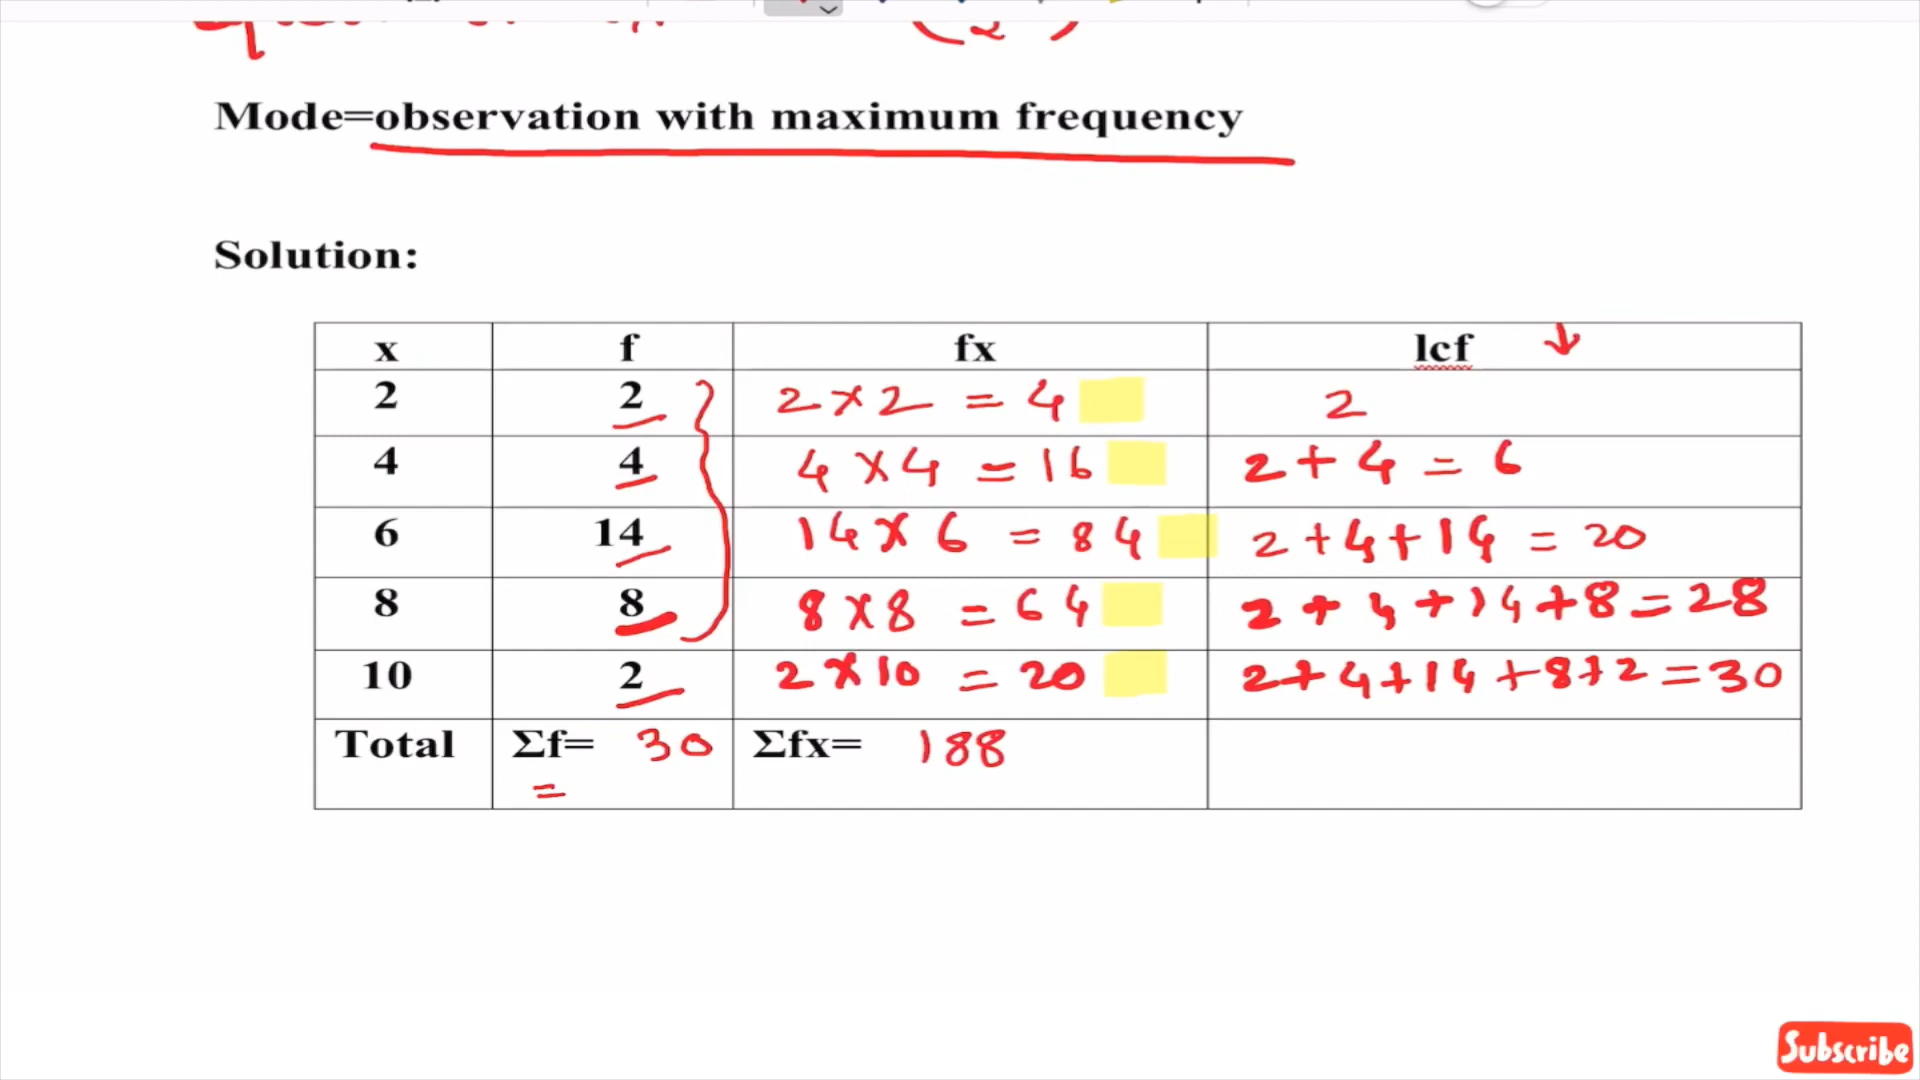 Mode=observation with maximum frequency
Solution:
x f fx lcf ↓
2 2 2 × 2 = 4 2
4 4 4 × 4 = 16 2 + 4 = 6
6 14 14 × 6 = 84 2 + 4 + 14 = 20
8 8 8 × 8 = 64 2 + 4 + 14 + 8 = 28
10 2 2 × 10 = 20 2 + 4 + 14 + 8 + 2 = 30
Total Σf= 30 Σfx= 188
=
Subscribe